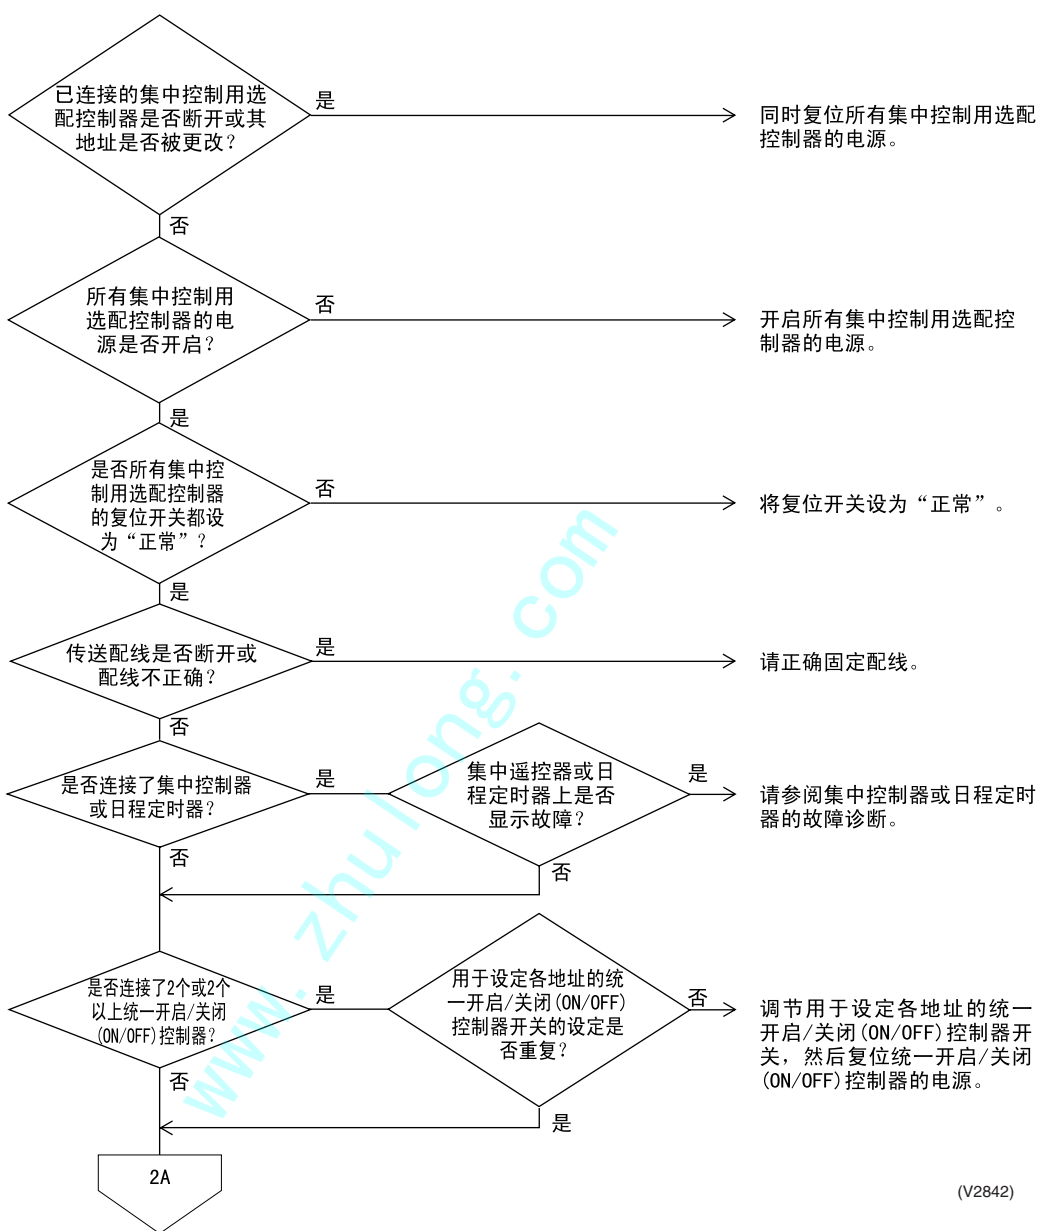 已连接的集中控制用选
配控制器是否断开或其
地址是否被更改？
是
同时复位所有集中控制用选配
控制器的电源。
否
所有集中控制用
选配控制器的电
源是否开启？
否
开启所有集中控制用选配控
制器的电源。
是
是否所有集中控
制用选配控制器
的复位开关都设
为“正常”？
否
将复位开关设为“正常”。
是
传送配线是否断开或
配线不正确？
是
请正确固定配线。
否
是否连接了集中控制器
或日程定时器？
是
集中遥控器或日
程定时器上是否
显示故障？
是
请参阅集中控制器或日程定时
器的故障诊断。
否
否
是否连接了2个或2个
以上统一开启/关闭
(ON/OFF)控制器？
是
用于设定各地址的统
一开启/关闭(ON/OFF)
控制器开关的设定是
否重复？
否
调节用于设定各地址的统一
开启/关闭(ON/OFF)控制器开
关，然后复位统一开启/关闭
(ON/OFF)控制器的电源。
否
是
2A
(V2842)
www.zhulong.com